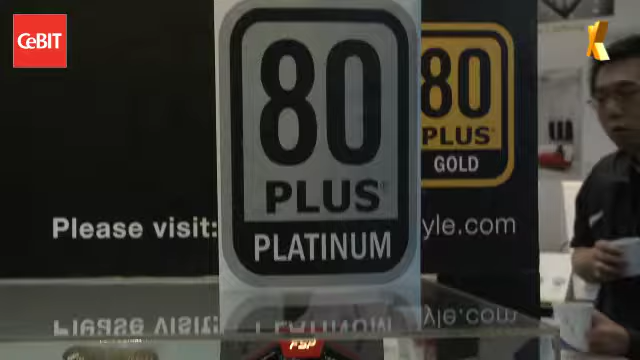 CeBIT
80
PLUS®
PLATINUM
80
PLUS®
GOLD
Please visit:
yle.com
FSP